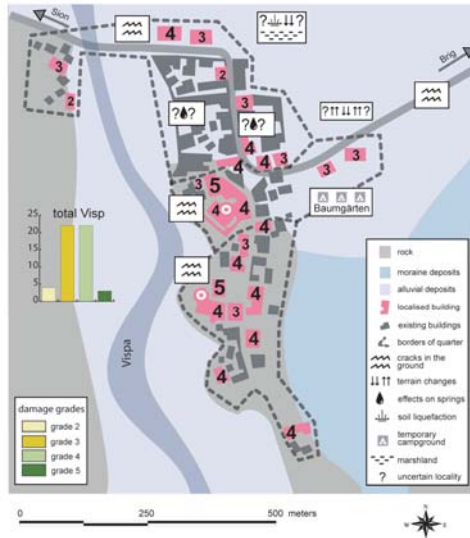 Sion
4
3
?
?
Brig
3
2
2
? ?
? ?
? ?
3
4
4
3
3
3
3
5
4
4
Baumgärten
4
total Visp
25
20
15
10
5
0
3
4
5
4
4
3
4
4
4
4
Vispa
rock
moraine deposits
alluvial deposits
localised building
existing buildings
borders of quarter
cracks in the
ground
terrain changes
effects on springs
soil liquefaction
temporary
campground
marshland
? uncertain locality
damage grades
grade 2
grade 3
grade 4
grade 5
0 250 500 meters
N
W E
S